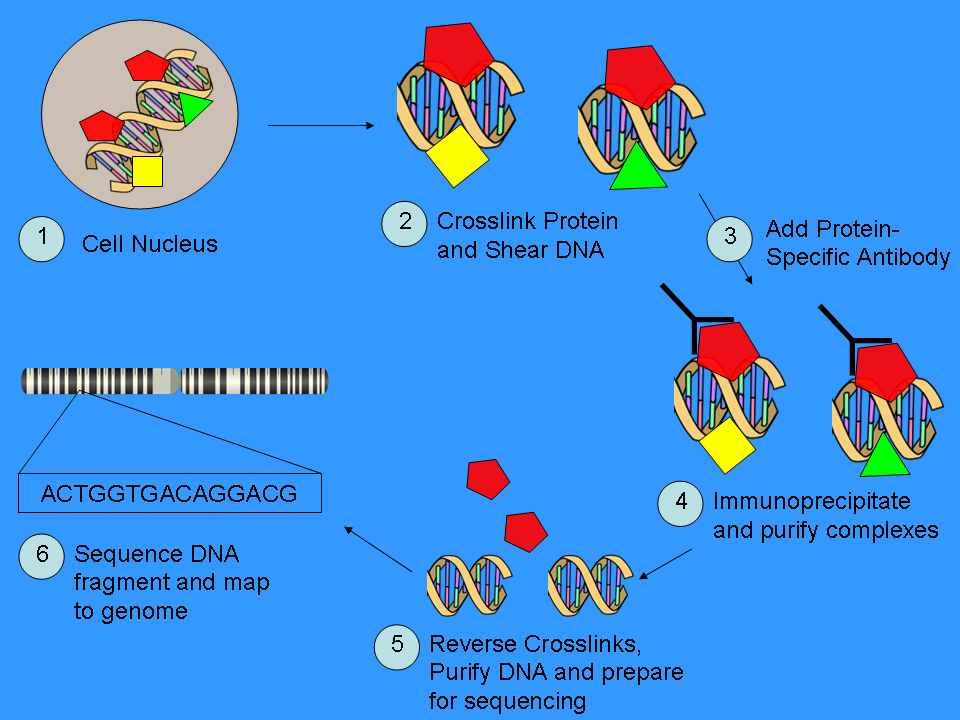 1
Cell Nucleus
2
Crosslink Protein
and Shear DNA
3
Add Protein-
Specific Antibody
4
Immunoprecipitate
and purify complexes
5
Reverse Crosslinks,
Purify DNA and prepare
for sequencing
ACTGGTGACAGGACG
6
Sequence DNA
fragment and map
to genome